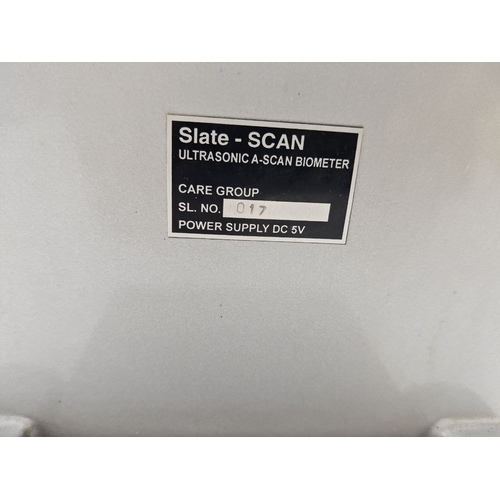 Slate - SCAN
ULTRASONIC A-SCAN BIOMETER
CARE GROUP
SL. NO. 017
POWER SUPPLY DC 5V